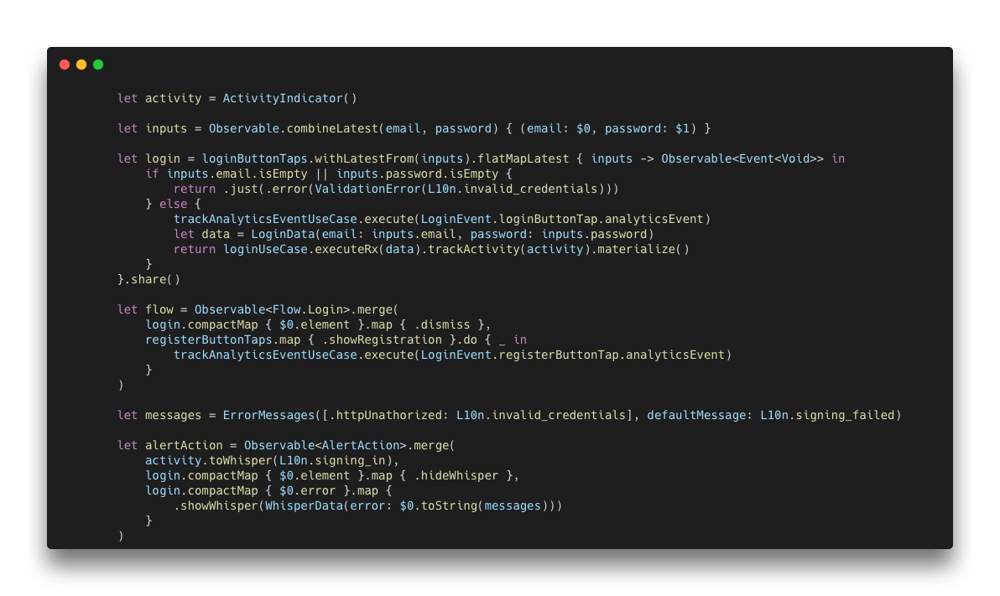 let activity = ActivityIndicator()

let inputs = Observable.combineLatest(email, password) { (email: $0, password: $1) }

let login = loginButtonTaps.withLatestFrom(inputs).flatMapLatest { inputs -> Observable<Event<Void>> in
    if inputs.email.isEmpty || inputs.password.isEmpty {
        return .just(.error(ValidationError(L10n.invalid_credentials)))
    } else {
        trackAnalyticsEventUseCase.execute(LoginEvent.loginButtonTap.analyticsEvent)
        let data = LoginData(email: inputs.email, password: inputs.password)
        return loginUseCase.executeRx(data).trackActivity(activity).materialize()
    }
}.share()

let flow = Observable<Flow.Login>.merge(
    login.compactMap { $0.element }.map { .dismiss },
    registerButtonTaps.map { .showRegistration }.do { _ in
        trackAnalyticsEventUseCase.execute(LoginEvent.registerButtonTap.analyticsEvent)
    }
)

let messages = ErrorMessages([.httpUnathorized: L10n.invalid_credentials], defaultMessage: L10n.signing_failed)

let alertAction = Observable<AlertAction>.merge(
    activity.toWhisper(L10n.signing_in),
    login.compactMap { $0.element }.map { .hideWhisper },
    login.compactMap { $0.error }.map {
        .showWhisper(WhisperData(error: $0.toString(messages)))
    }
)